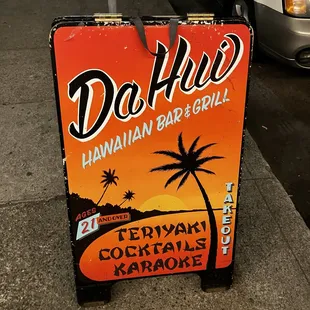 Da Hui
HAWAIIAN BAR & GRILL
AGES
21 AND OVER
TERIYAKI
COCKTAILS
KARAOKE
TAKEOUT